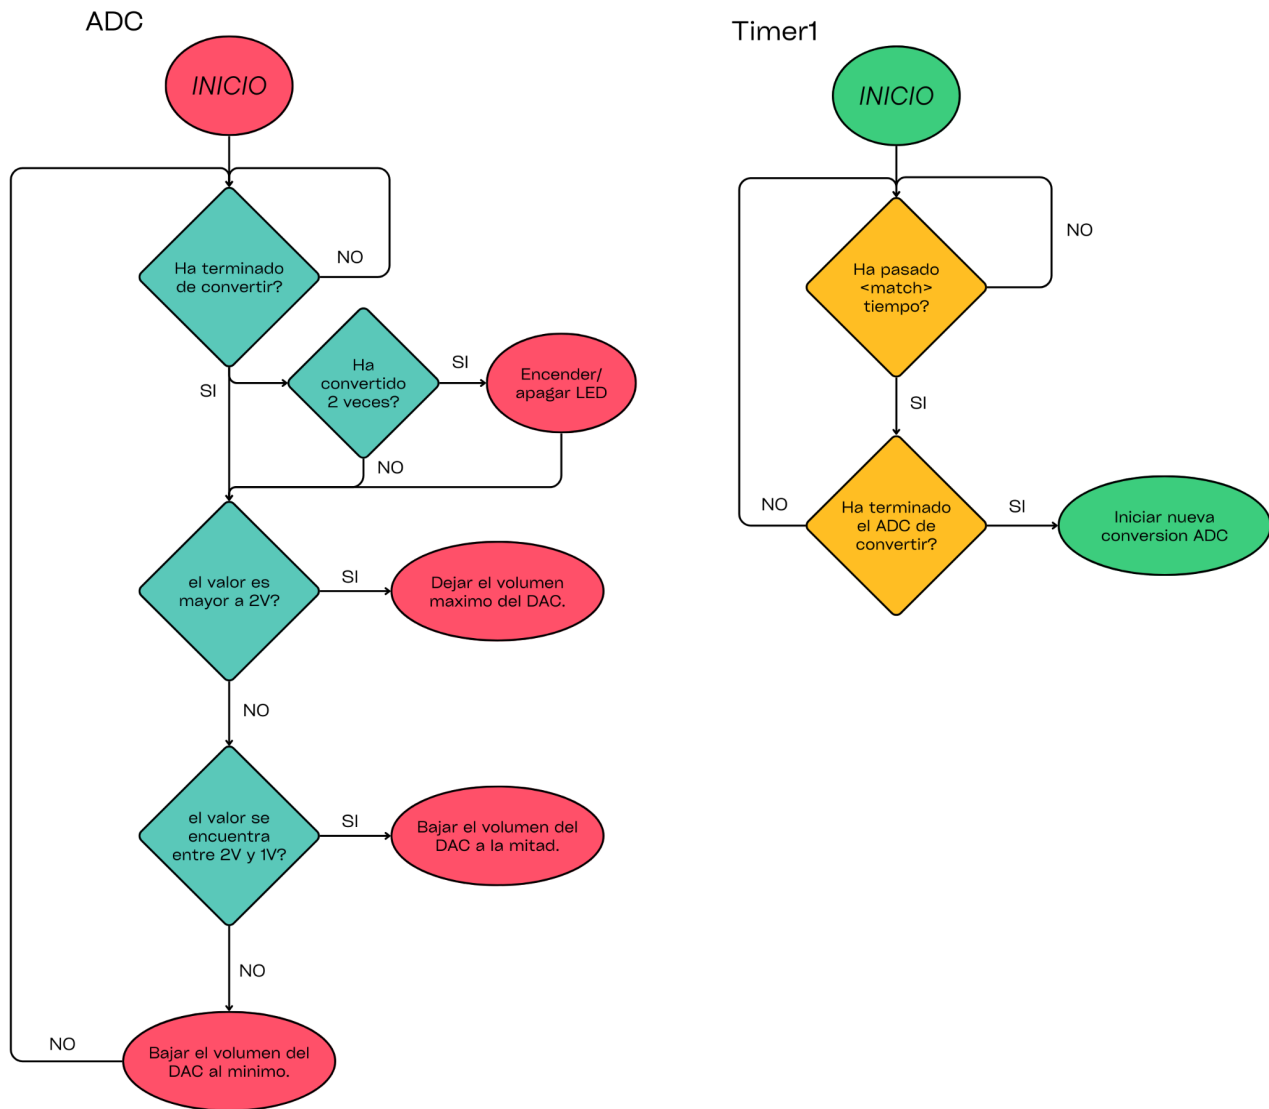 ADC
INICIO
Ha terminado
de convertir?
NO
SI
Ha
convertido
2 veces?
SI
Encender/
apagar LED
NO
el valor es
mayor a 2V?
SI
Dejar el volumen
maximo del DAC.
NO
el valor se
encuentra
entre 2V y 1V?
SI
Bajar el volumen del
DAC a la mitad.
NO
Bajar el volumen del
DAC al minimo.
NO
Timer1
INICIO
Ha pasado
<match>
tiempo?
NO
SI
Ha terminado
el ADC de
convertir?
NO
SI
Iniciar nueva
conversion ADC